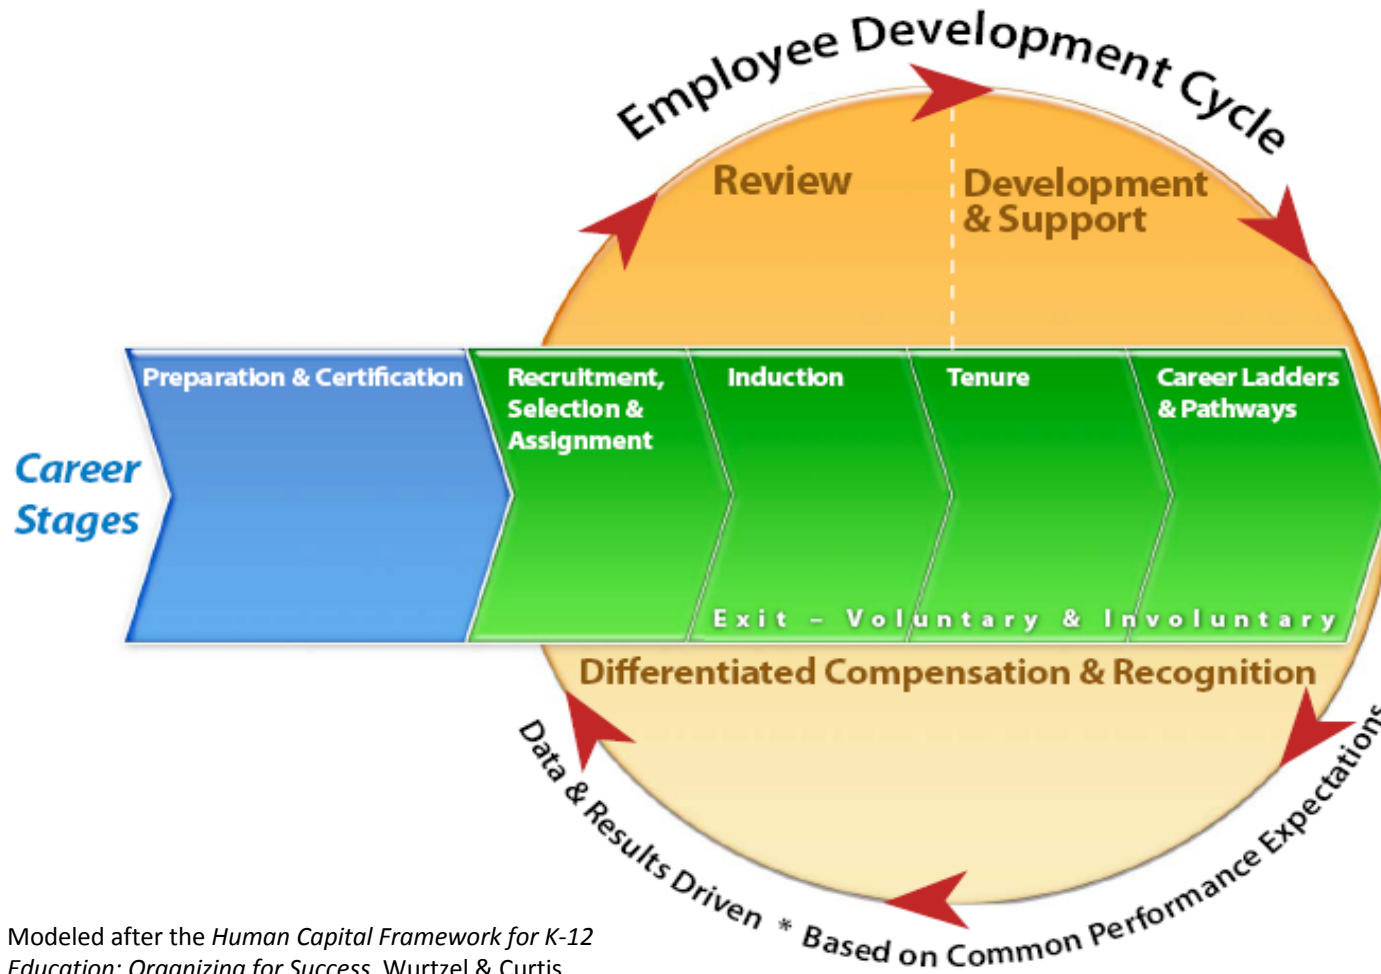 Employee Development Cycle
Review
Development
& Support
Preparation & Certification
Recruitment,
Selection &
Assignment
Induction
Tenure
Career Ladders
& Pathways
Career
Stages
Exit – Voluntary & Involuntary
Differentiated Compensation & Recognition
Data & Results Driven * Based on Common Performance Expectations
Modeled after the Human Capital Framework for K-12
Education: Organizing for Success, Wurtzel & Curtis